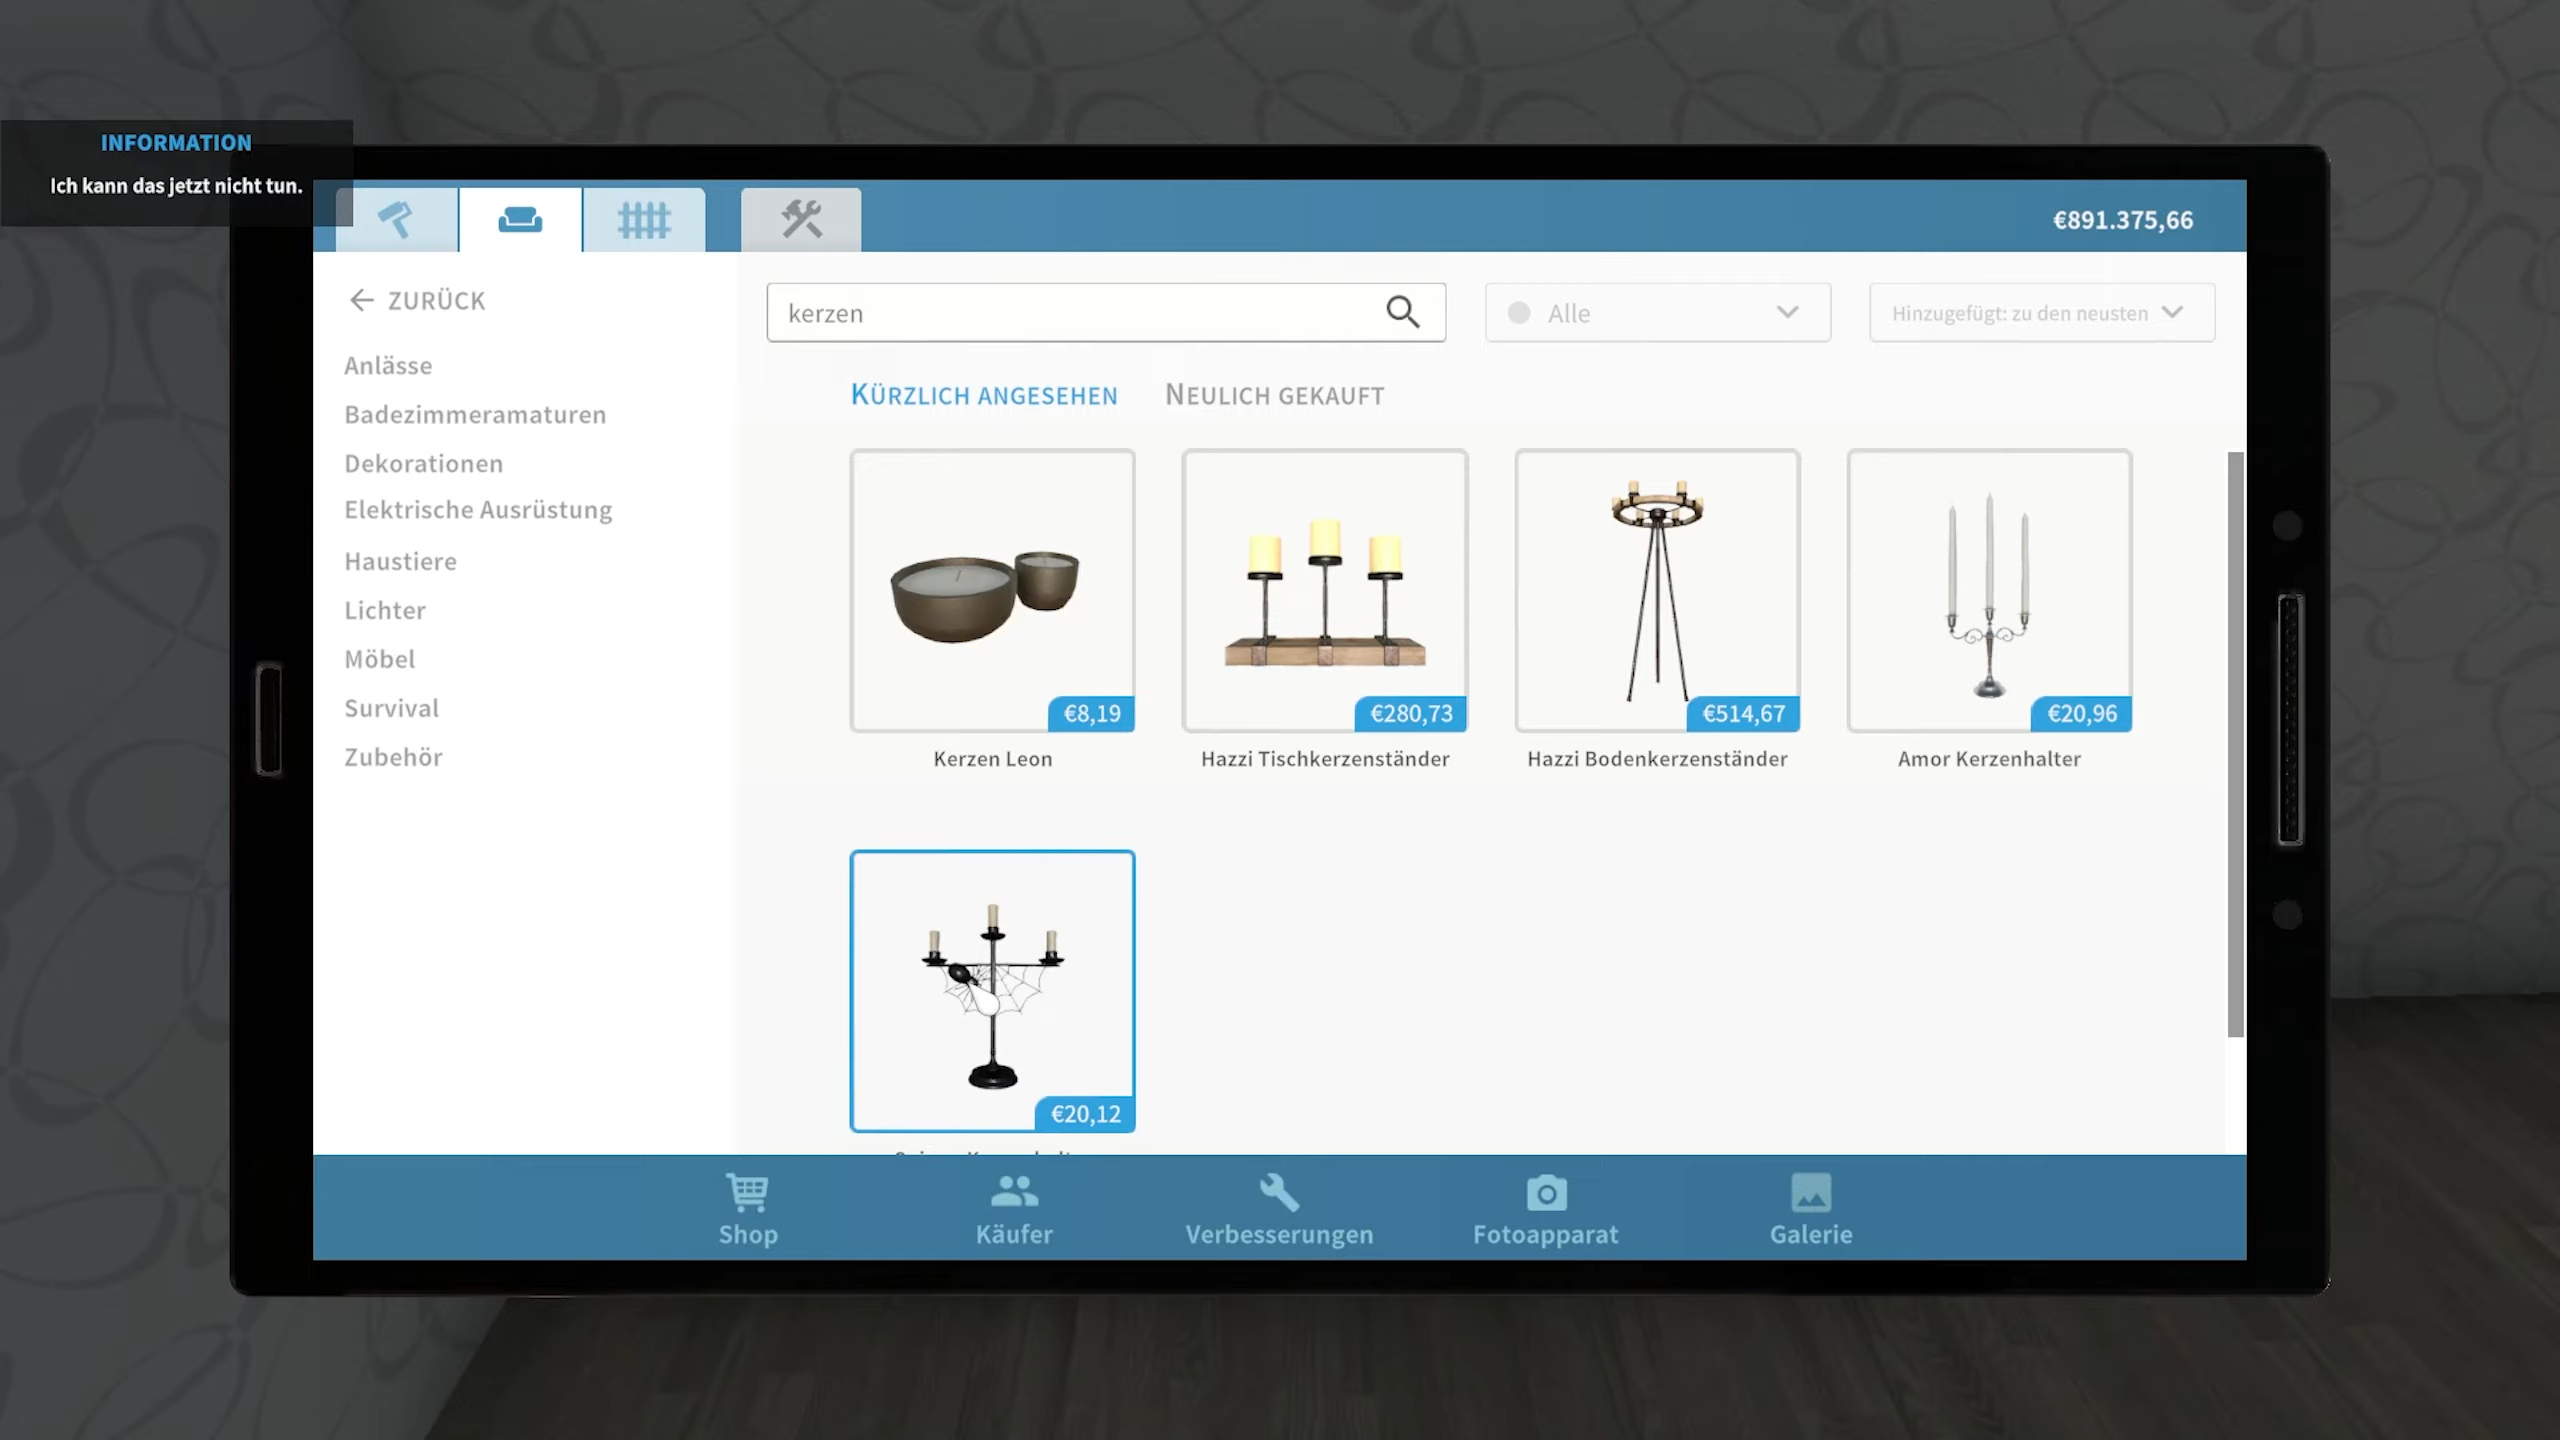 INFORMATION
Ich kann das jetzt nicht tun.
€891.375,66
ZURÜCK
Anlässe
Badezimmeramaturen
Dekorationen
Elektrische Ausrüstung
Haustiere
Lichter
Möbel
Survival
Zubehör
kerzen
Alle
Hinzugefügt: zu den neusten
KÜRZLICH ANGESEHEN
NEULICH GEKAUFT
€8,19
€280,73
€514,67
€20,96
Kerzen Leon
Hazzi Tischkerzenständer
Hazzi Bodenkerzenständer
Amor Kerzenhalter
€20,12
Shop
Käufer
Verbesserungen
Fotoapparat
Galerie